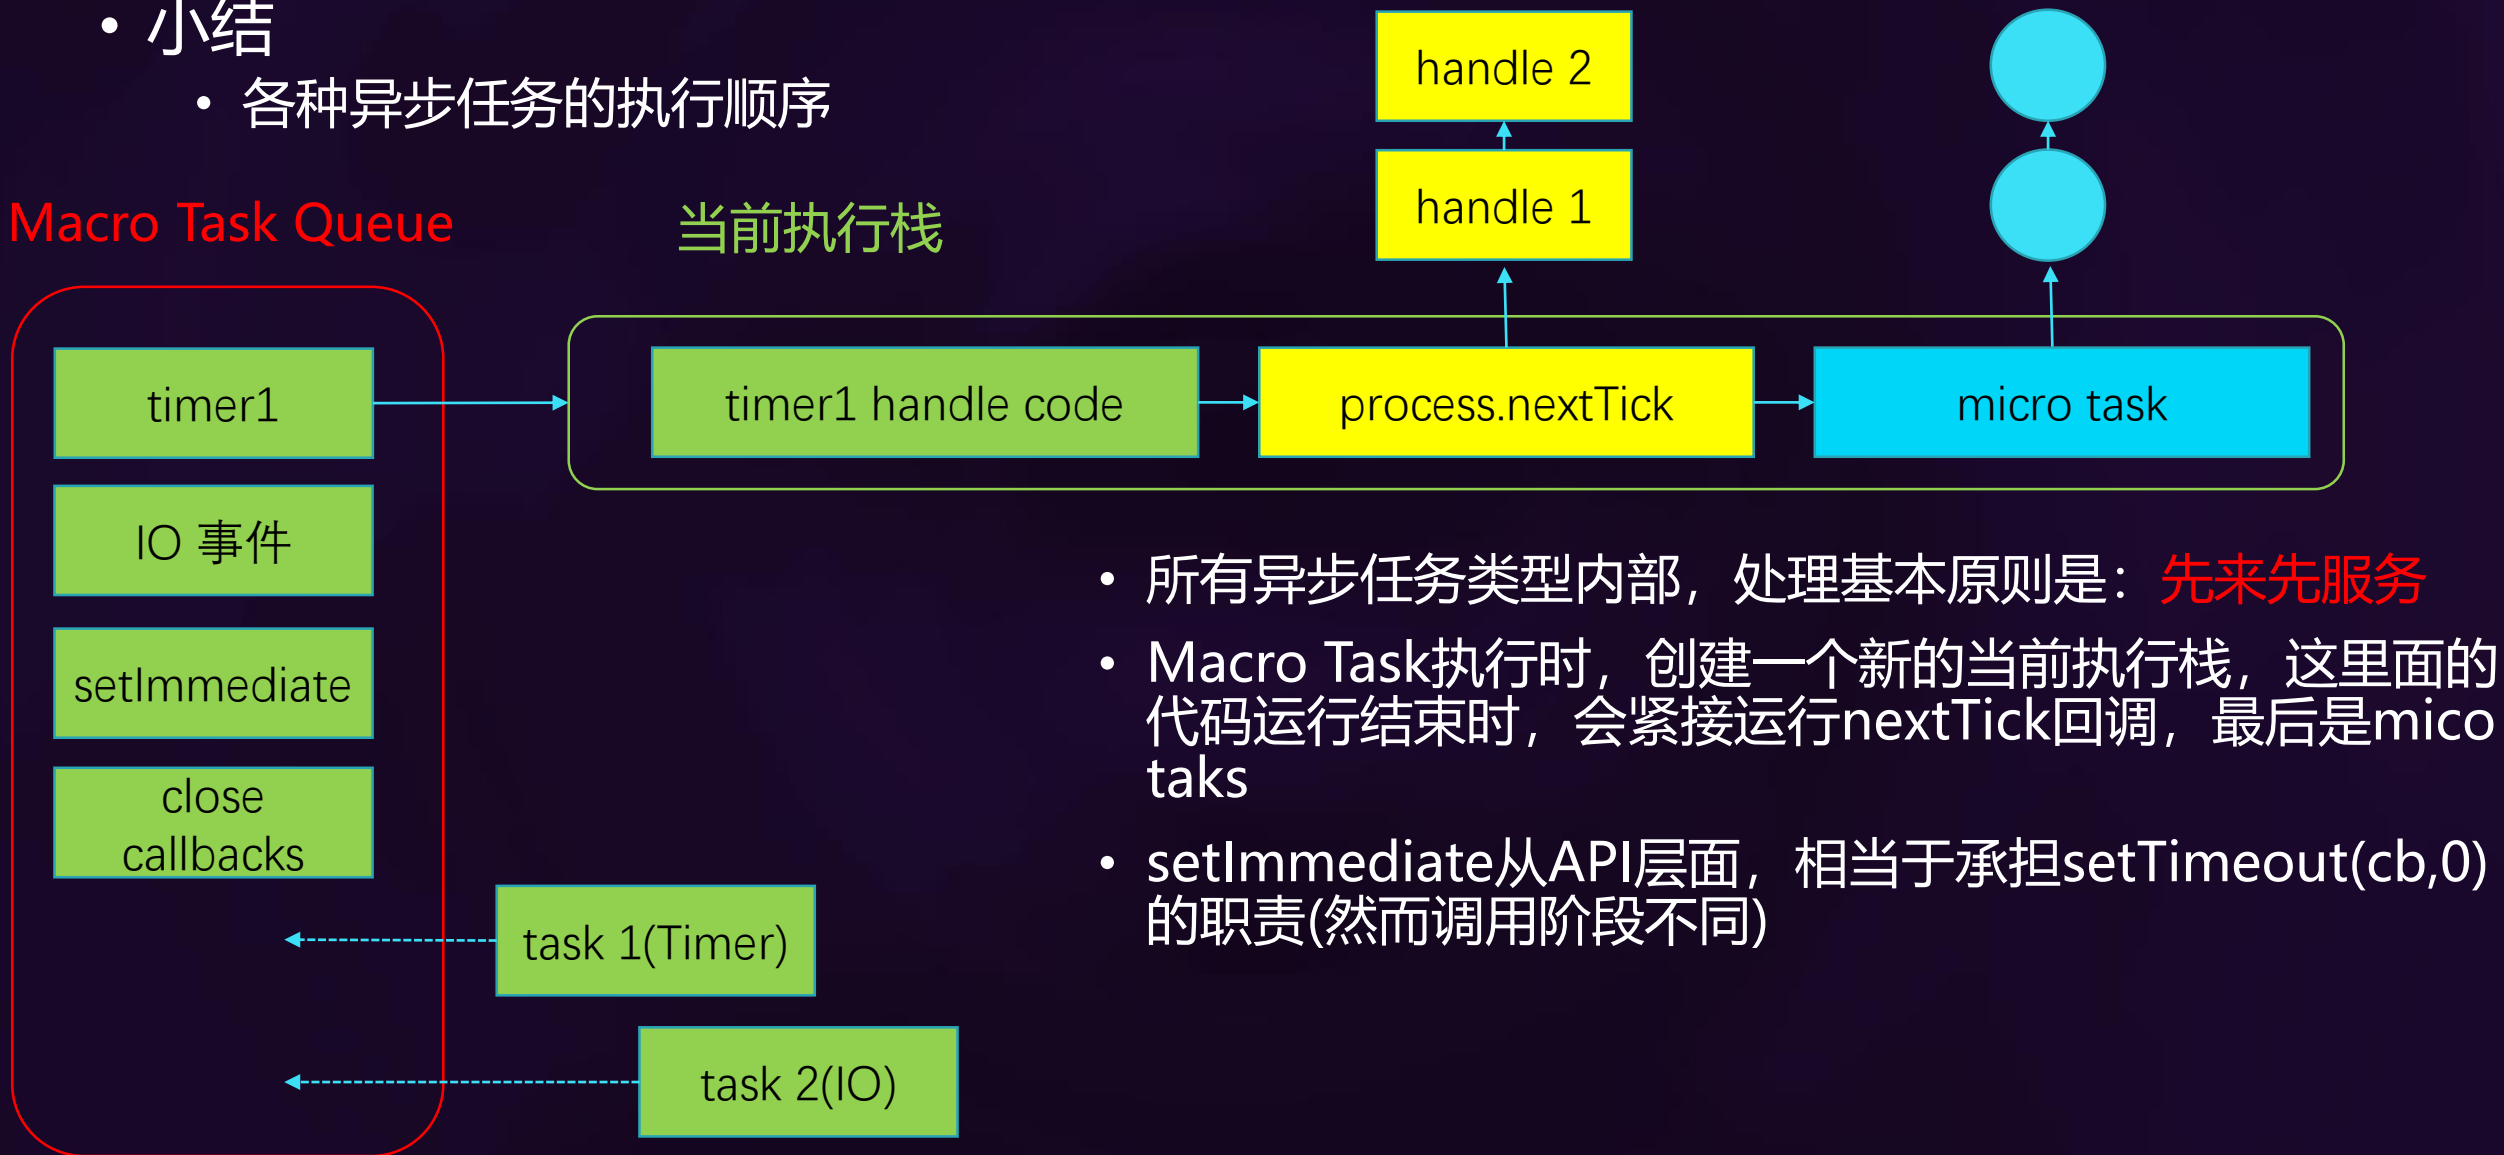 小结
各种异步任务的执行顺序
Macro Task Queue
当前执行栈
handle 2
handle 1
timer1
timer1 handle code
process.nextTick
micro task
IO 事件
setImmediate
close
callbacks
task 1(Timer)
task 2(IO)
所有异步任务类型内部，处理基本原则是：先来先服务
Macro Task执行时，创建一个新的当前执行栈，这里面的
代码运行结束时，会紧接运行nextTick回调，最后是mico
taks
setImmediate从API层面，相当于承担setTimeout(cb,0)
的职责(然而调用阶段不同)